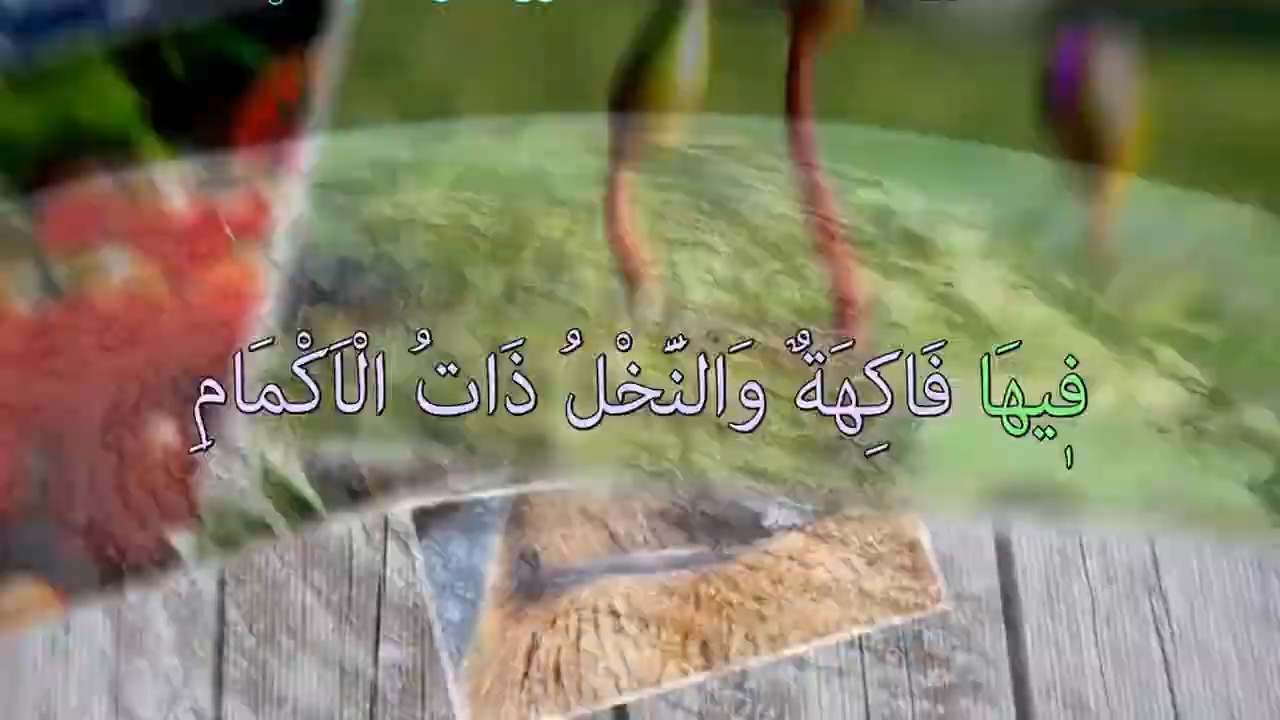 فٖيهَا فَاكِهَةٌ وَالنَّخْلُ ذَاتُ الْاَكْمَامِ